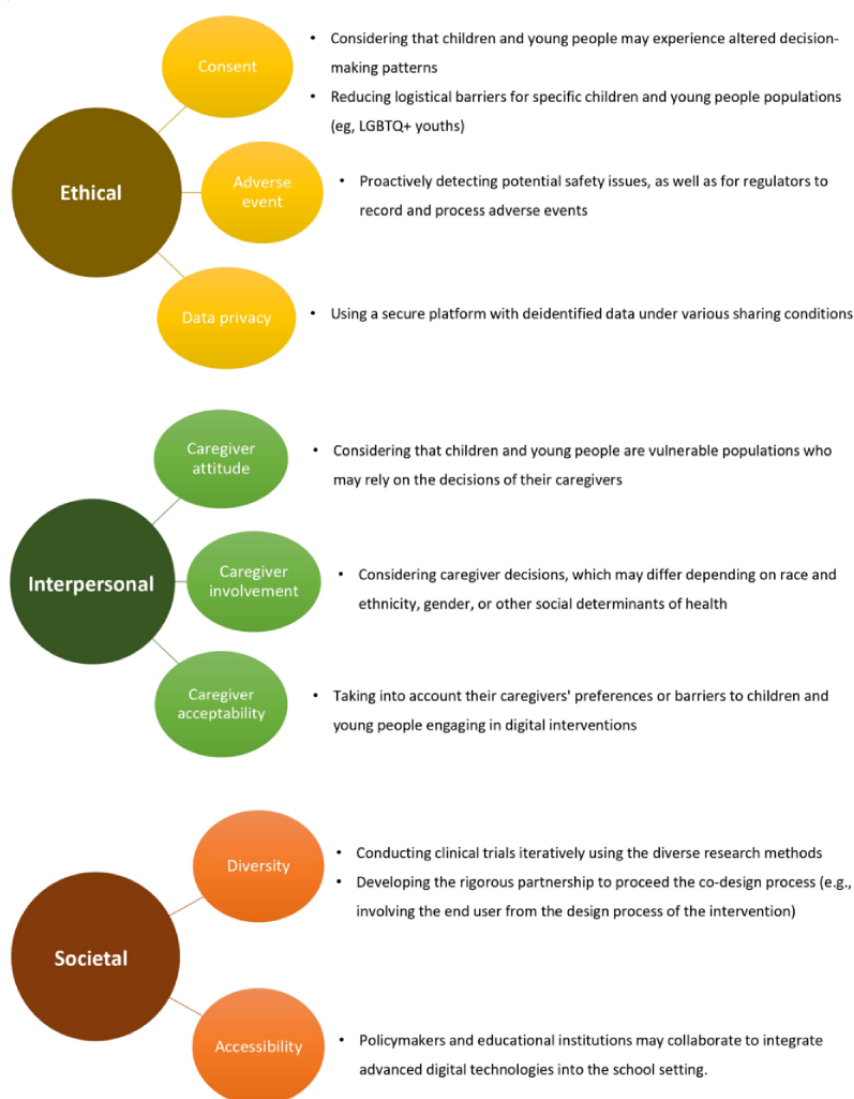 Ethical
Consent
• Considering that children and young people may experience altered decision-
making patterns
• Reducing logistical barriers for specific children and young people populations
(eg, LGBTQ+ youths)
Adverse
event
• Proactively detecting potential safety issues, as well as for regulators to
record and process adverse events
Data privacy
• Using a secure platform with deidentified data under various sharing conditions
Interpersonal
Caregiver
attitude
• Considering that children and young people are vulnerable populations who
may rely on the decisions of their caregivers
Caregiver
involvement
• Considering caregiver decisions, which may differ depending on race and
ethnicity, gender, or other social determinants of health
Caregiver
acceptability
• Taking into account their caregivers' preferences or barriers to children and
young people engaging in digital interventions
Societal
Diversity
• Conducting clinical trials iteratively using the diverse research methods
• Developing the rigorous partnership to proceed the co-design process (e.g.,
involving the end user from the design process of the intervention)
Accessibility
• Policymakers and educational institutions may collaborate to integrate
advanced digital technologies into the school setting.